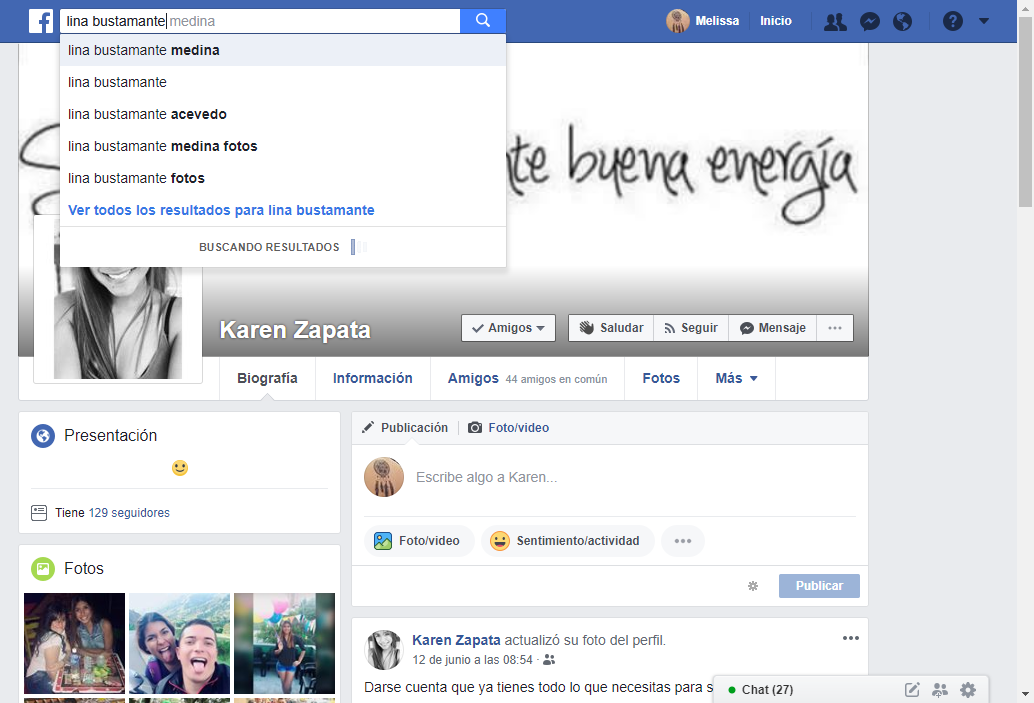 lina bustamante medina
Melissa Inicio
lina bustamante medina
lina bustamante
lina bustamante acevedo
lina bustamante medina fotos
lina bustamante fotos
Ver todos los resultados para lina bustamante
BUSCANDO RESULTADOS
buena energía
Karen Zapata
Amigos Saludar Seguir Mensaje ...
Biografía Información Amigos 44 amigos en común Fotos Más
Presentación
Tiene 129 seguidores
Fotos
Publicación Foto/video
Escribe algo a Karen...
Foto/video Sentimiento/actividad
Publicar
Karen Zapata actualizó su foto del perfil.
12 de junio a las 08:54 ·
Darse cuenta que ya tienes todo lo que necesitas para s
Chat (27)